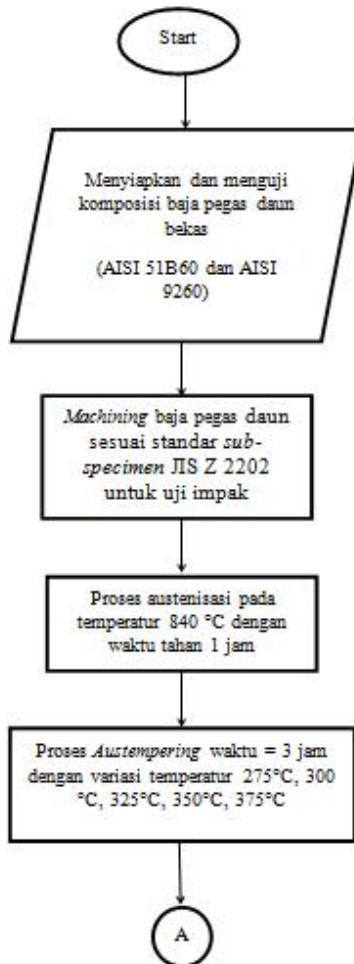 Start
Menyiapkan dan menguji
komposisi baja pegas daun
bekas
(AISI 51B60 dan AISI
9260)
Machining baja pegas daun
sesuai standar sub-
specimen JIS Z 2202
untuk uji impak
Proses austenisasi pada
temperatur 840 °C dengan
waktu tahan 1 jam
Proses Austempering waktu = 3 jam
dengan variasi temperatur 275°C, 300
°C, 325°C, 350°C, 375°C
A